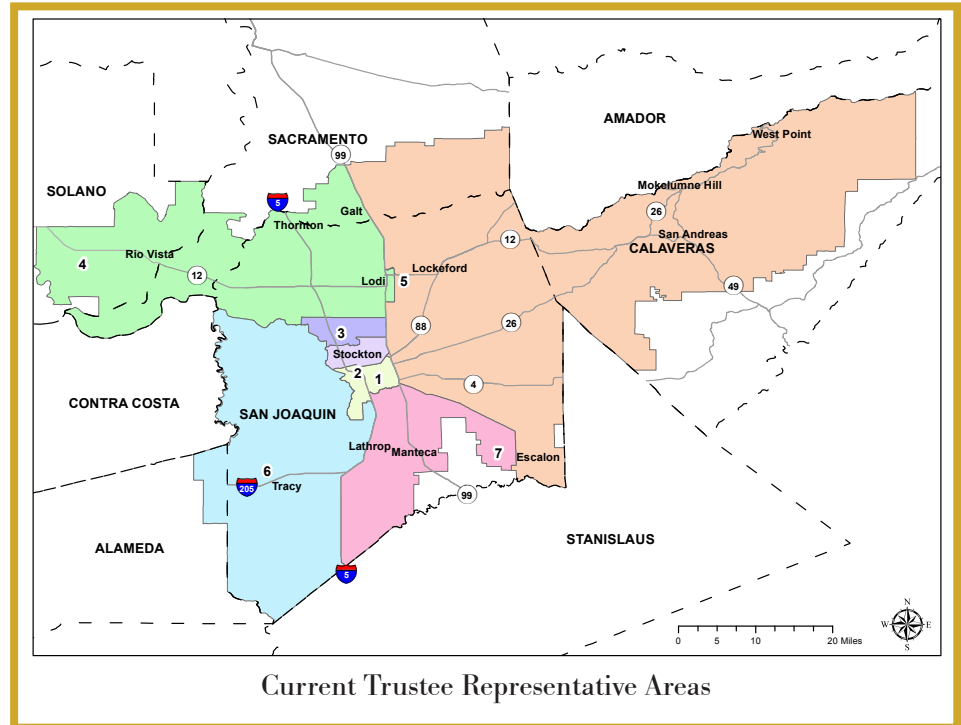 AMADOR
West Point
SACRAMENTO
99
SOLANO
Mokelumne Hill
5
Galt
26
Thornton
San Andreas
12
CALAVERAS
Rio Vista
4
Lockeford
12
Lodi
5
49
88
26
3
Stockton
2
1
4
CONTRA COSTA
SAN JOAQUIN
Lathrop
Manteca
7
Escalon
6
205
Tracy
99
STANISLAUS
ALAMEDA
5
N
W
E
S
0 5 10 20 Miles
Current Trustee Representative Areas